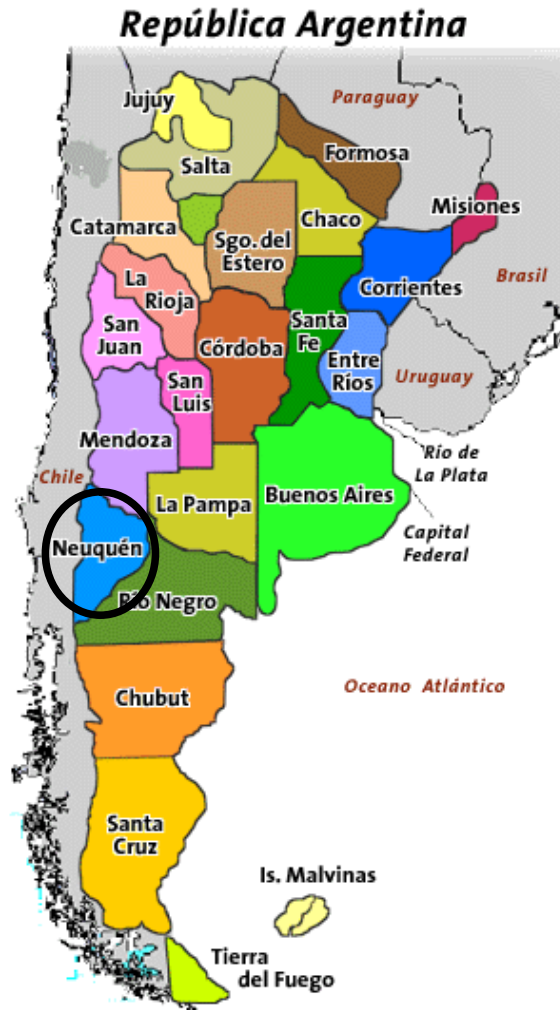 República Argentina
Jujuy
Paraguay
Salta
Formosa
Misiones
Catamarca
Chaco
Sgo. del
Estero
La
Rioja
Corrientes
Brasil
San
Juan
Córdoba
Santa
Fe
Entre
Ríos
San
Luis
Uruguay
Mendoza
Río de
La Plata
Chile
La Pampa
Buenos Aires
Capital
Federal
Neuquén
Río Negro
Chubut
Oceano Atlántico
Santa
Cruz
Is. Malvinas
Tierra
del Fuego